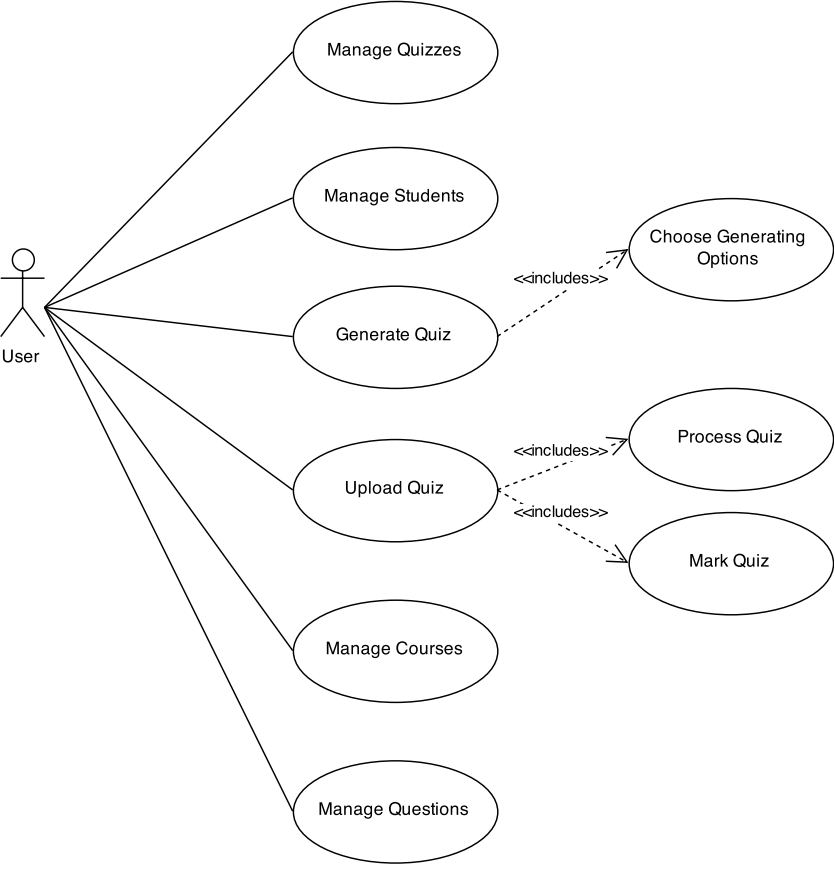 Manage Quizzes
Manage Students
Choose Generating
Options
<<includes>>
Generate Quiz
User
Process Quiz
<<includes>>
Upload Quiz
<<includes>>
Mark Quiz
Manage Courses
Manage Questions